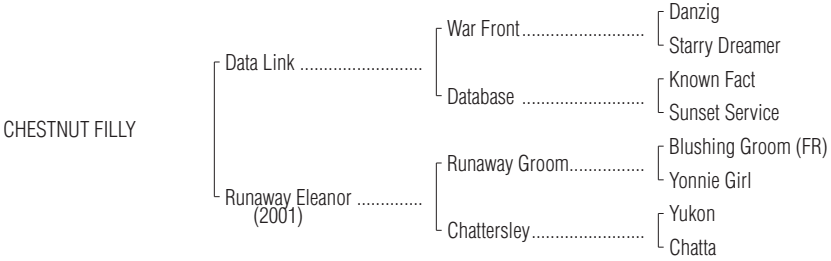 Danzig
War Front........................
Starry Dreamer
Data Link ........................
Known Fact
Database ........................
Sunset Service
CHESTNUT FILLY
Blushing Groom (FR)
Runaway Groom...............
Yonnie Girl
Runaway Eleanor .............
(2001)
Yukon
Chattersley......................
Chatta